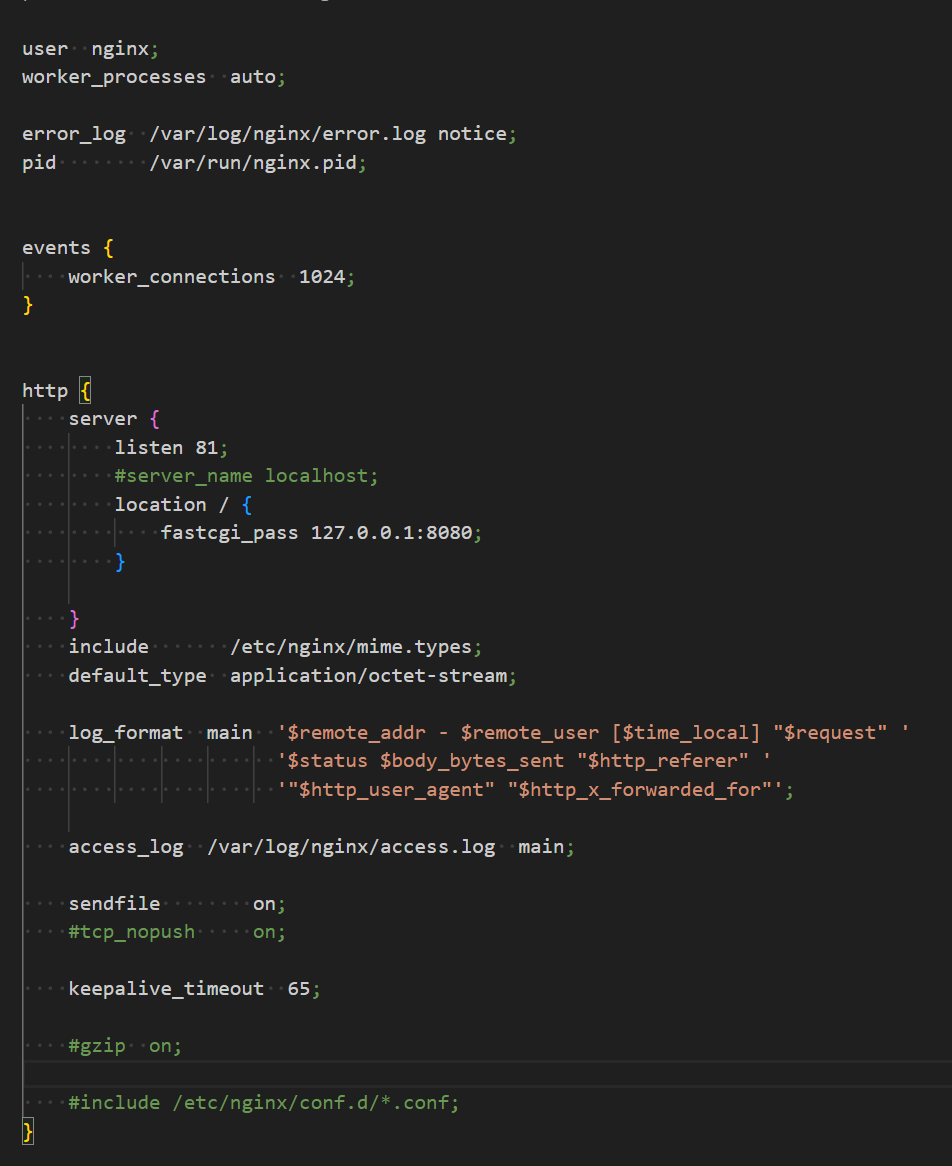 user  nginx;
worker_processes  auto;
error_log  /var/log/nginx/error.log notice;
pid        /var/run/nginx.pid;
events {
    worker_connections  1024;
}
http {
    server {
        listen 81;
        #server_name localhost;
        location / {
            fastcgi_pass 127.0.0.1:8080;
        }
    }
    include       /etc/nginx/mime.types;
    default_type  application/octet-stream;
    log_format  main  '$remote_addr - $remote_user [$time_local] "$request" '
                      '$status $body_bytes_sent "$http_referer" '
                      '"$http_user_agent" "$http_x_forwarded_for"';
    access_log  /var/log/nginx/access.log  main;
    sendfile        on;
    #tcp_nopush     on;
    keepalive_timeout  65;
    #gzip  on;
    #include /etc/nginx/conf.d/*.conf;
}